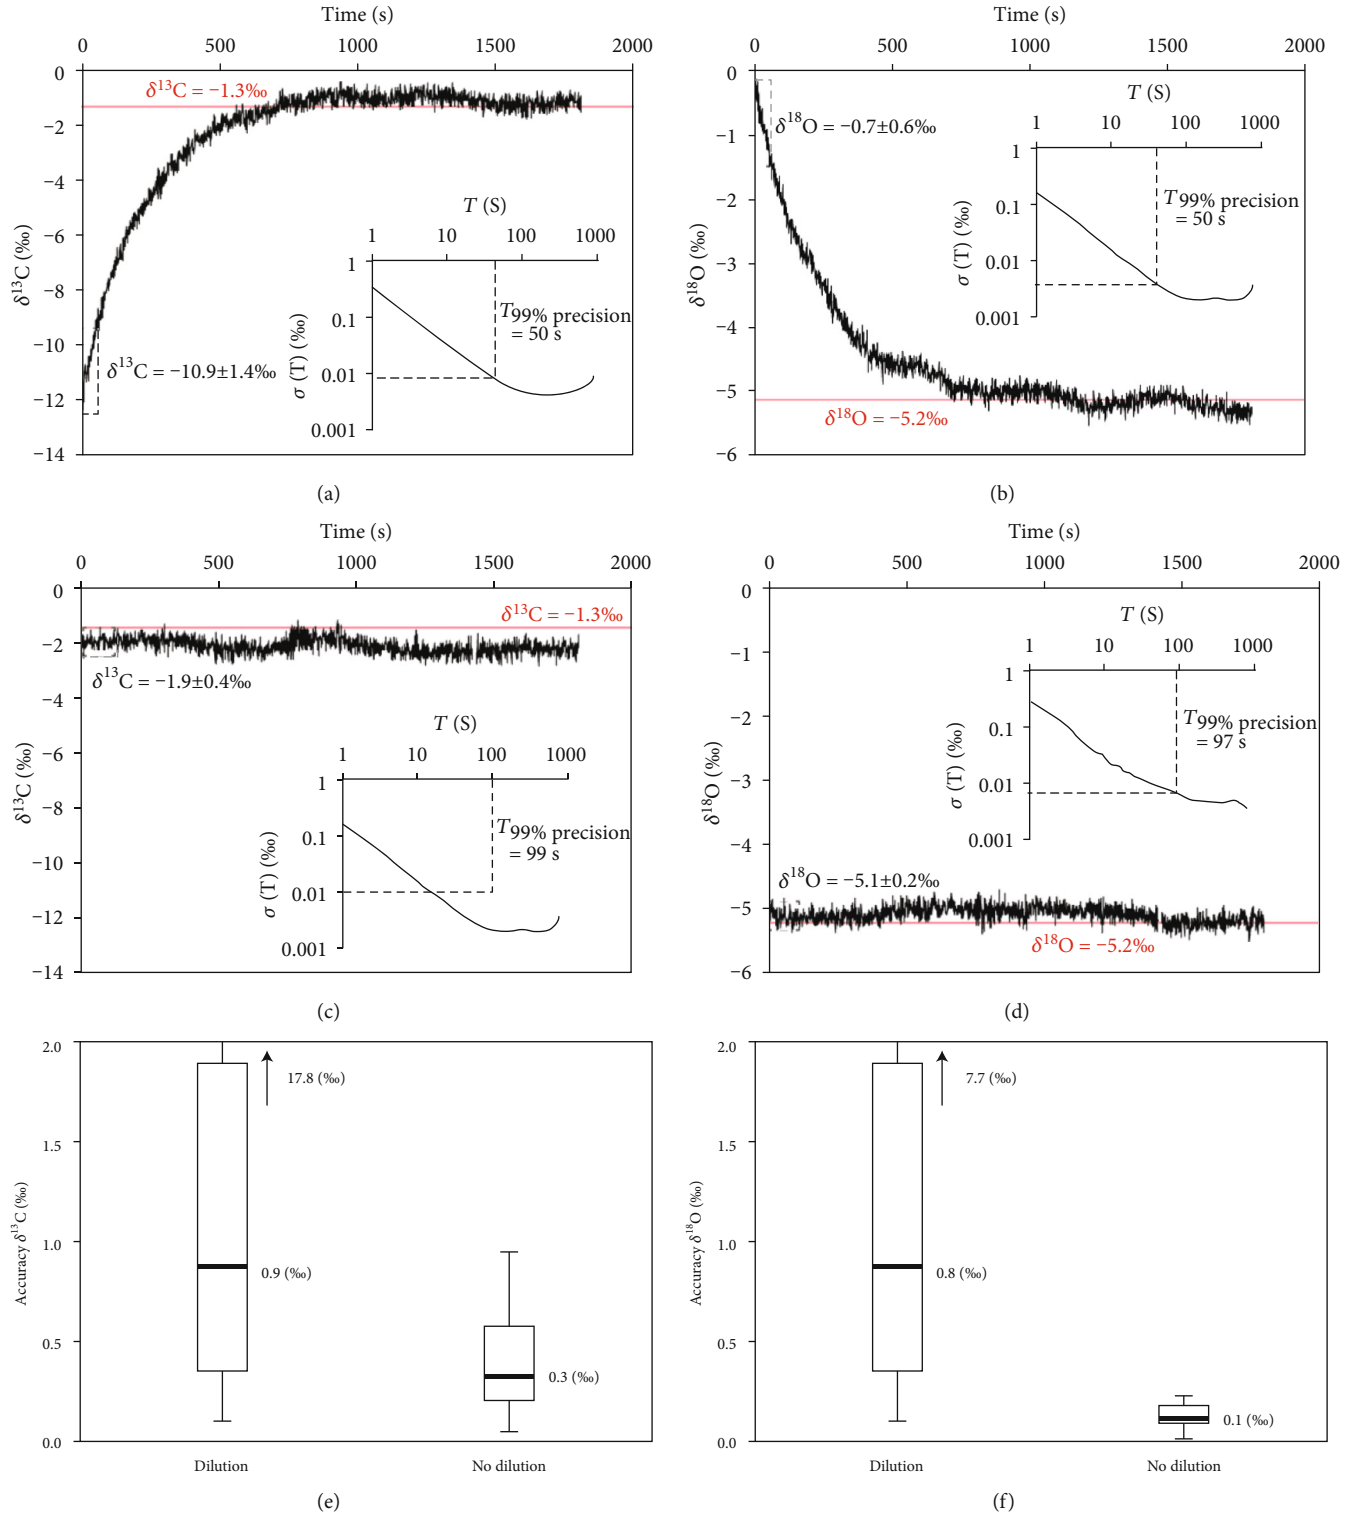 Time (s)
0 500 1000 1500 2000
0
−2
−4
−6
−8
−10
−12
−14
δ¹³C (‰)
δ¹³C = −1.3‰
δ¹³C = −10.9±1.4‰
T (S)
1 10 100 1000
1
0.1
0.01
0.001
σ (T) (‰)
T99% precision
= 50 s
(a)
Time (s)
0 500 1000 1500 2000
0
−1
−2
−3
−4
−5
−6
δ¹⁸O (‰)
δ¹⁸O = −0.7±0.6‰
δ¹⁸O = −5.2‰
T (S)
1 10 100 1000
1
0.1
0.01
0.001
σ (T) (‰)
T99% precision
= 50 s
(b)
Time (s)
0 500 1000 1500 2000
0
−2
−4
−6
−8
−10
−12
−14
δ¹³C (‰)
δ¹³C = −1.3‰
δ¹³C = −1.9±0.4‰
T (S)
1 10 100 1000
1
0.1
0.01
0.001
σ (T) (‰)
T99% precision
= 99 s
(c)
Time (s)
0 500 1000 1500 2000
0
−1
−2
−3
−4
−5
−6
δ¹⁸O (‰)
T (S)
1 10 100 1000
1
0.1
0.01
0.001
σ (T) (‰)
T99% precision
= 97 s
δ¹⁸O = −5.1±0.2‰
δ¹⁸O = −5.2‰
(d)
2.0
1.5
1.0
0.5
0.0
Accuracy δ¹³C (‰)
17.8 (‰)
0.9 (‰)
0.3 (‰)
Dilution No dilution
(e)
2.0
1.5
1.0
0.5
0.0
Accuracy δ¹⁸O (‰)
7.7 (‰)
0.8 (‰)
0.1 (‰)
Dilution No dilution
(f)